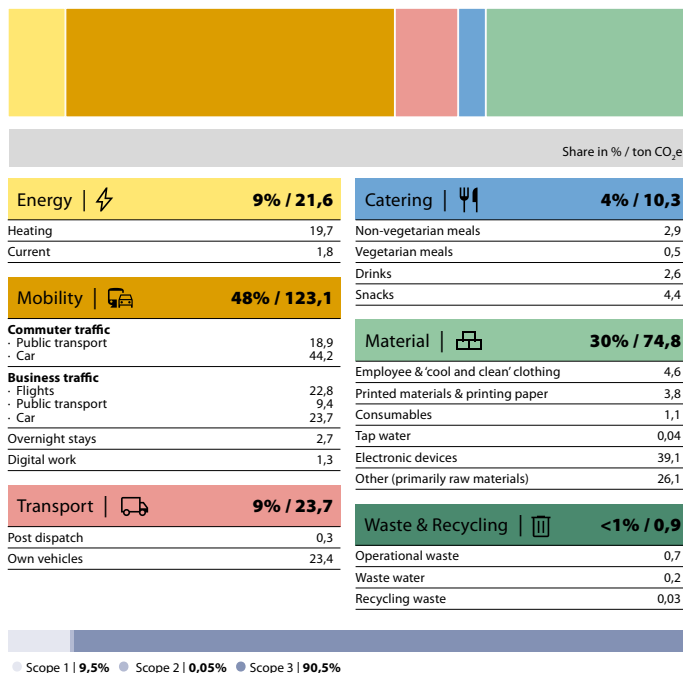 Share in % / ton CO₂e
Energy | 9% / 21,6
Heating 19,7
Current 1,8
Mobility | 48% / 123,1
Commuter traffic
· Public transport 18,9
· Car 44,2
Business traffic
· Flights 22,8
· Public transport 9,4
· Car 23,7
Overnight stays 2,7
Digital work 1,3
Transport | 9% / 23,7
Post dispatch 0,3
Own vehicles 23,4
Catering | 4% / 10,3
Non-vegetarian meals 2,9
Vegetarian meals 0,5
Drinks 2,6
Snacks 4,4
Material | 30% / 74,8
Employee & ‘cool and clean’ clothing 4,6
Printed materials & printing paper 3,8
Consumables 1,1
Tap water 0,04
Electronic devices 39,1
Other (primarily raw materials) 26,1
Waste & Recycling | <1% / 0,9
Operational waste 0,7
Waste water 0,2
Recycling waste 0,03
Scope 1 | 9,5% Scope 2 | 0,05% Scope 3 | 90,5%